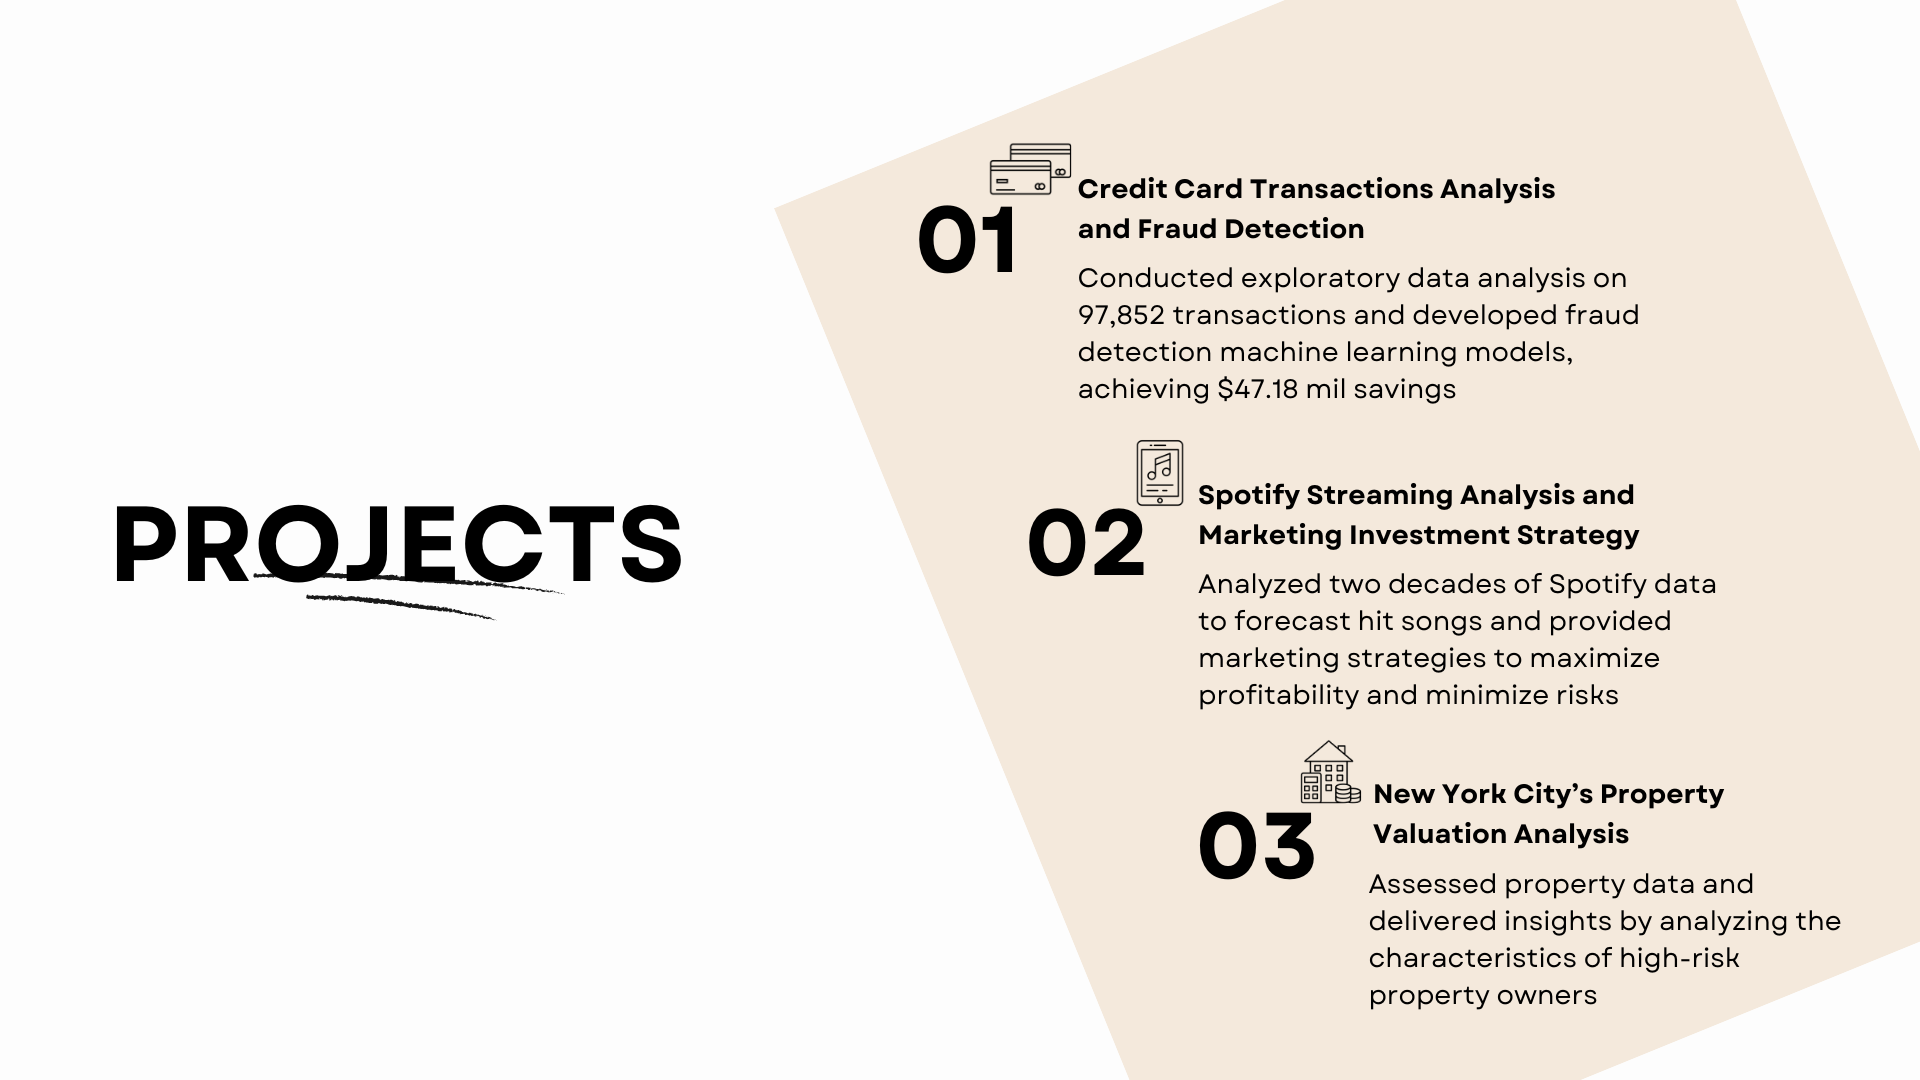 PROJECTS
01
Credit Card Transactions Analysis
and Fraud Detection
Conducted exploratory data analysis on
97,852 transactions and developed fraud
detection machine learning models,
achieving $47.18 mil savings
02
Spotify Streaming Analysis and
Marketing Investment Strategy
Analyzed two decades of Spotify data
to forecast hit songs and provided
marketing strategies to maximize
profitability and minimize risks
03
New York City’s Property
Valuation Analysis
Assessed property data and
delivered insights by analyzing the
characteristics of high-risk
property owners